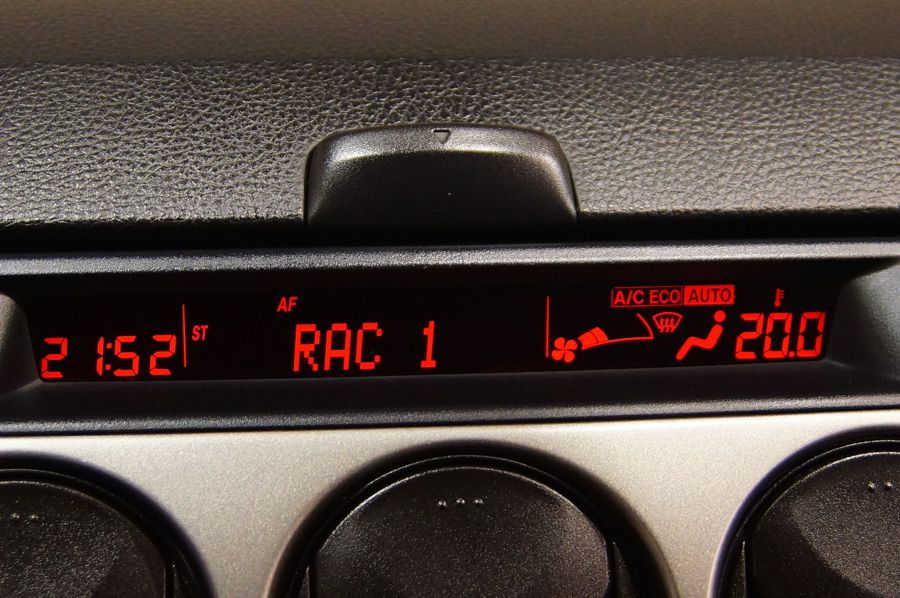 AF
A/C ECO AUTO
21:52 ST RAC 1 20.0